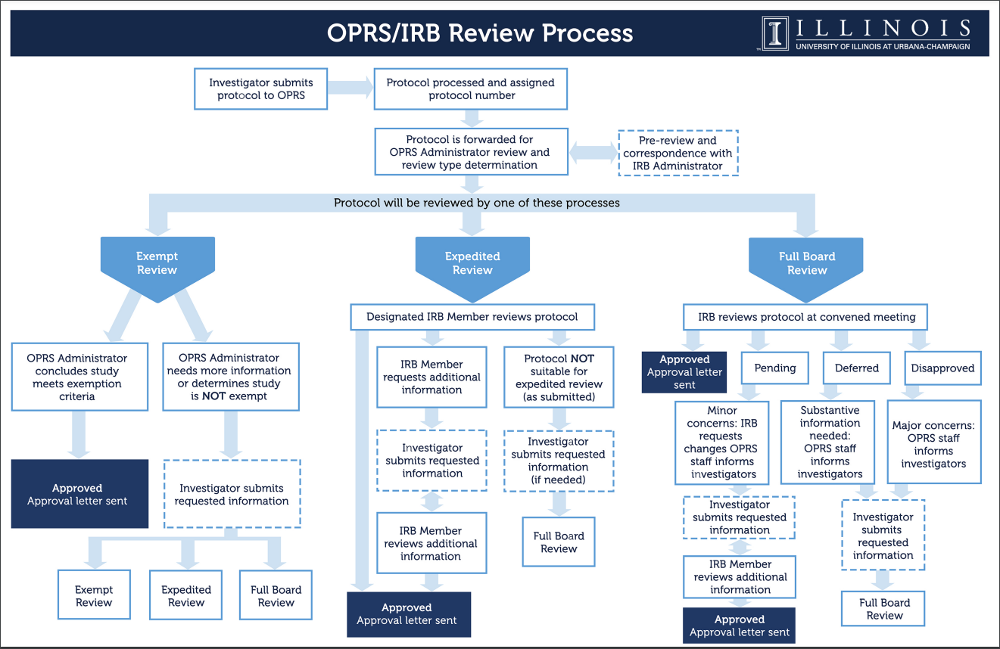 OPRS/IRB Review Process
I
ILLINOIS
™
UNIVERSITY OF ILLINOIS AT URBANA-CHAMPAIGN
Investigator submits
protocol to OPRS
Protocol processed and assigned
protocol number
Protocol is forwarded for
OPRS Administrator review and
review type determination
Pre-review and
correspondence with
IRB Administrator
Protocol will be reviewed by one of these processes
Exempt
Review
OPRS Administrator
concludes study
meets exemption
criteria
OPRS Administrator
needs more information
or determines study
is NOT exempt
Approved
Approval letter sent
Investigator submits
requested information
Exempt
Review
Expedited
Review
Full Board
Review
Expedited
Review
Designated IRB Member reviews protocol
IRB Member
requests additional
information
Protocol NOT
suitable for
expedited review
(as submitted)
Investigator
submits requested
information
Investigator
submits requested
information
(if needed)
IRB Member
reviews additional
information
Full Board
Review
Approved
Approval letter sent
Full Board
Review
IRB reviews protocol at convened meeting
Approved
Approval letter
sent
Pending
Deferred
Disapproved
Minor
concerns: IRB
requests
changes OPRS
staff informs
investigators
Substantive
information
needed:
OPRS staff
informs
investigators
Major concerns:
OPRS staff
informs
investigators
Investigator
submits requested
information
Investigator
submits
requested
information
IRB Member
reviews additional
information
Full Board
Review
Approved
Approval letter sent